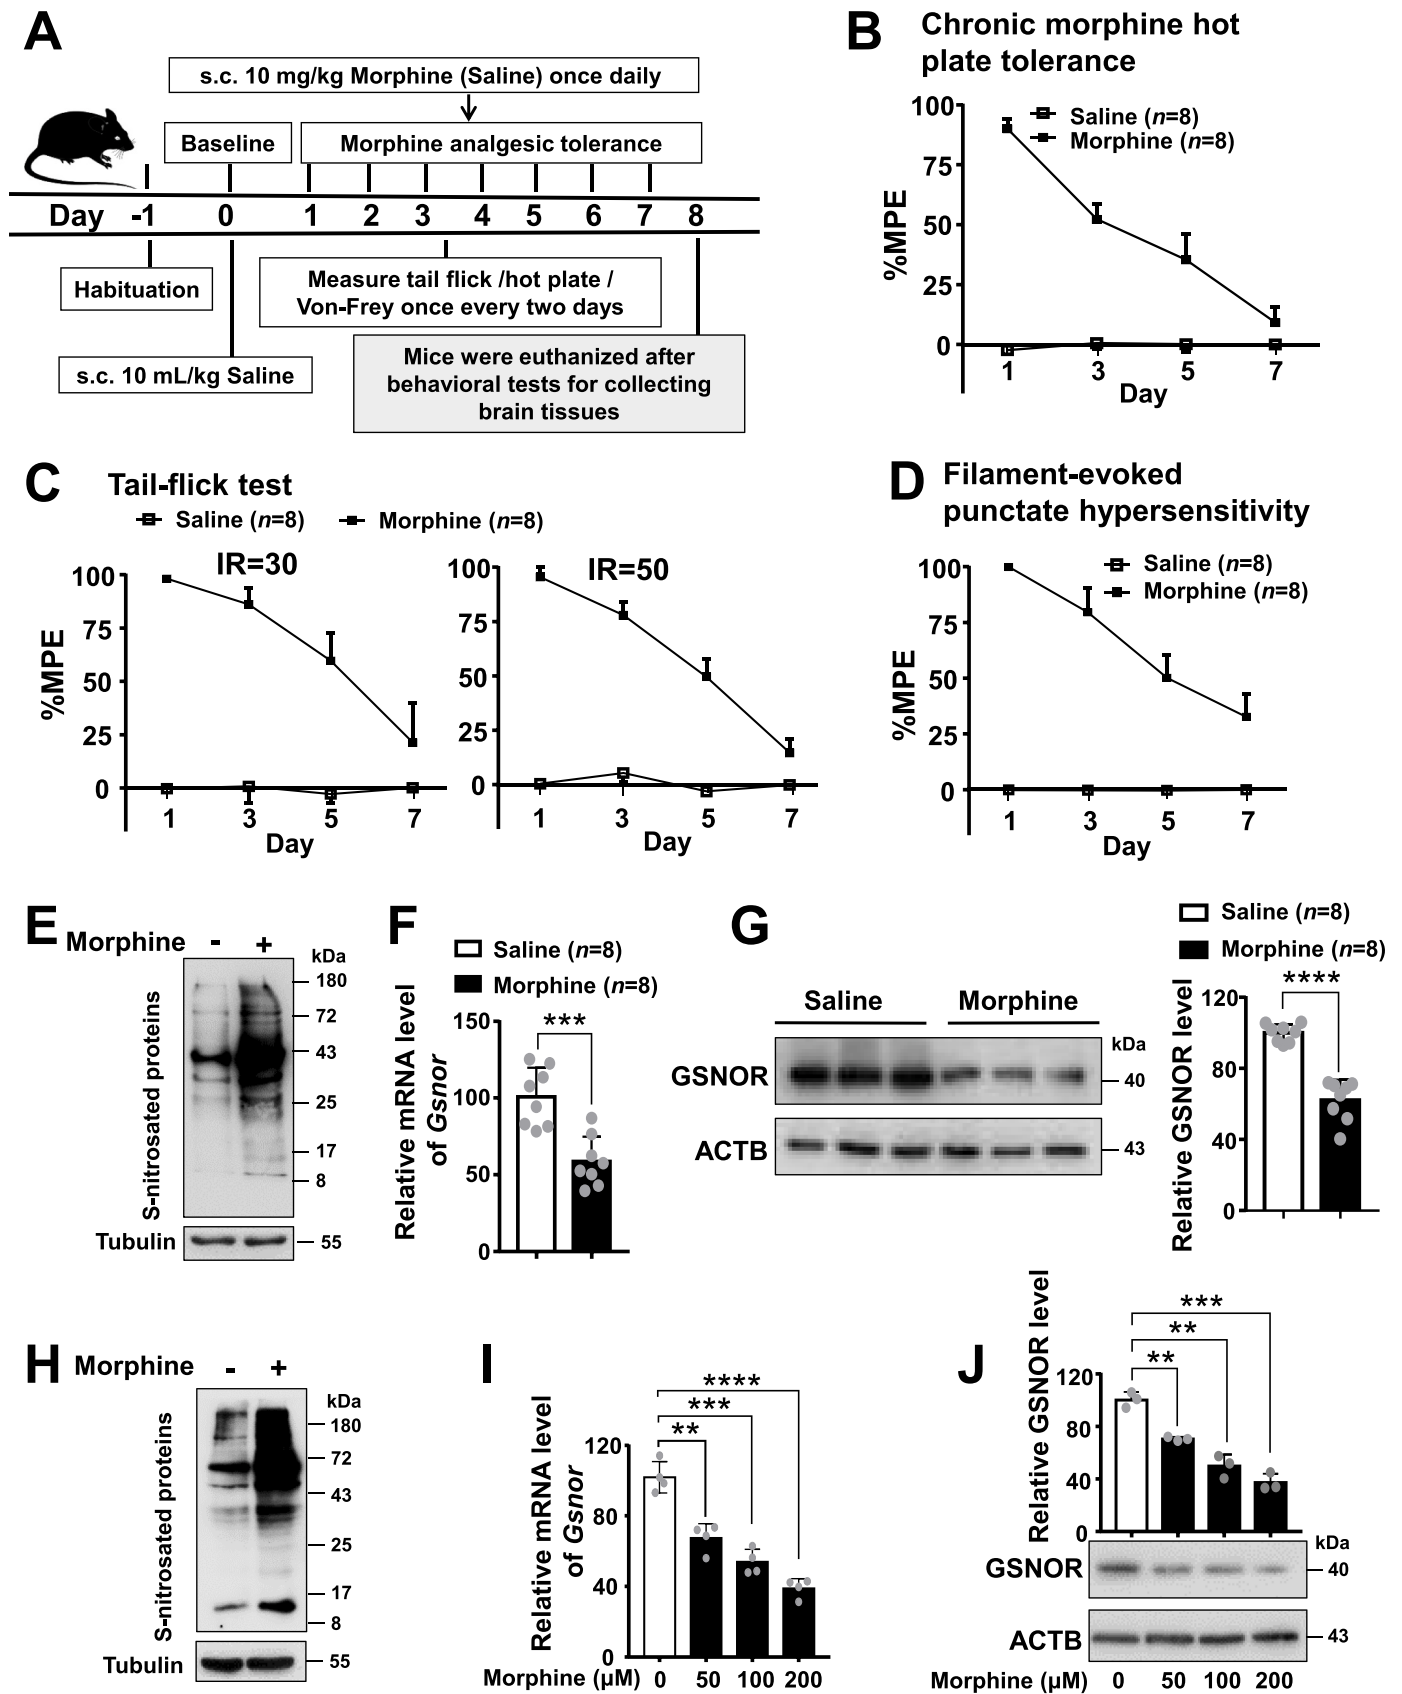 A
s.c. 10 mg/kg Morphine (Saline) once daily
Baseline
Morphine analgesic tolerance
Day -1 0 1 2 3 4 5 6 7 8
Habituation
Measure tail flick /hot plate /
Von-Frey once every two days
s.c. 10 mL/kg Saline
Mice were euthanized after
behavioral tests for collecting
brain tissues
B
Chronic morphine hot
plate tolerance
Saline (n=8)
Morphine (n=8)
%MPE
100
75
50
25
0
1 3 5 7
Day
C
Tail-flick test
Saline (n=8) Morphine (n=8)
IR=30
%MPE
100
75
50
25
0
1 3 5 7
Day
IR=50
100
75
50
25
0
1 3 5 7
Day
D
Filament-evoked
punctate hypersensitivity
Saline (n=8)
Morphine (n=8)
%MPE
100
75
50
25
0
1 3 5 7
Day
E
Morphine - +
kDa
180
72
43
25
17
8
S-nitrosated proteins
Tubulin 55
F
Saline (n=8)
Morphine (n=8)
Relative mRNA level
of Gsnor
***
150
100
50
0
G
Saline Morphine
kDa
GSNOR 40
ACTB 43
Saline (n=8)
Morphine (n=8)
Relative GSNOR level
****
120
80
40
0
H
Morphine - +
kDa
180
72
43
25
17
8
S-nitrosated proteins
Tubulin 55
I
Relative mRNA level
of Gsnor
****
***
**
120
80
40
0
Morphine (μM) 0 50 100 200
J
Relative GSNOR level
***
**
**
120
80
40
0
kDa
GSNOR 40
ACTB 43
Morphine (μM) 0 50 100 200